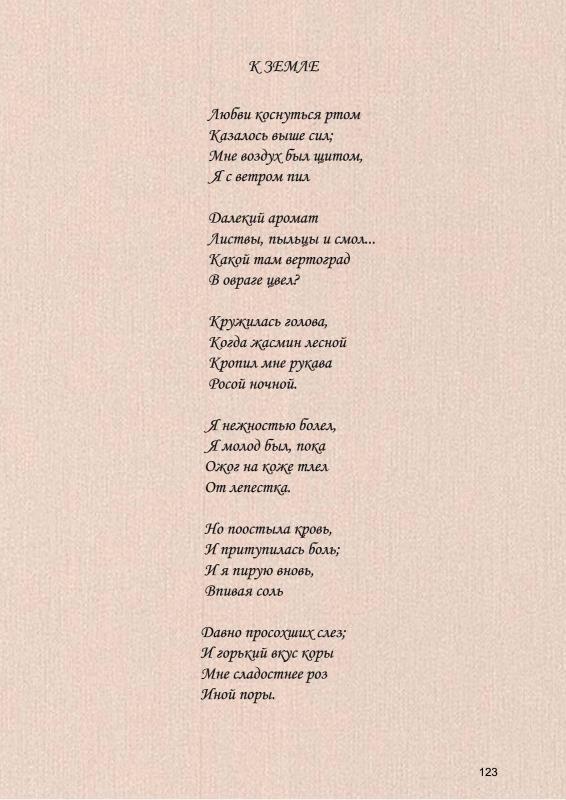 К ЗЕМЛЕ

Любви коснуться ртом
Казалось выше сил;
Мне воздух был щитом,
Я с ветром пил

Далекий аромат
Листвы, пыльцы и смол...
Какой там вертоград
В овраге цвел?

Кружилась голова,
Когда жасмин лесной
Кропил мне рукава
Росой ночной.

Я нежностью болел,
Я молод был, пока
Ожог на коже тлел
От лепестка.

Но поостыла кровь,
И притупилась боль;
И я пирую вновь,
Впивая соль

Давно просохших слез;
И горький вкус коры
Мне сладостнее роз
Иной поры.

123